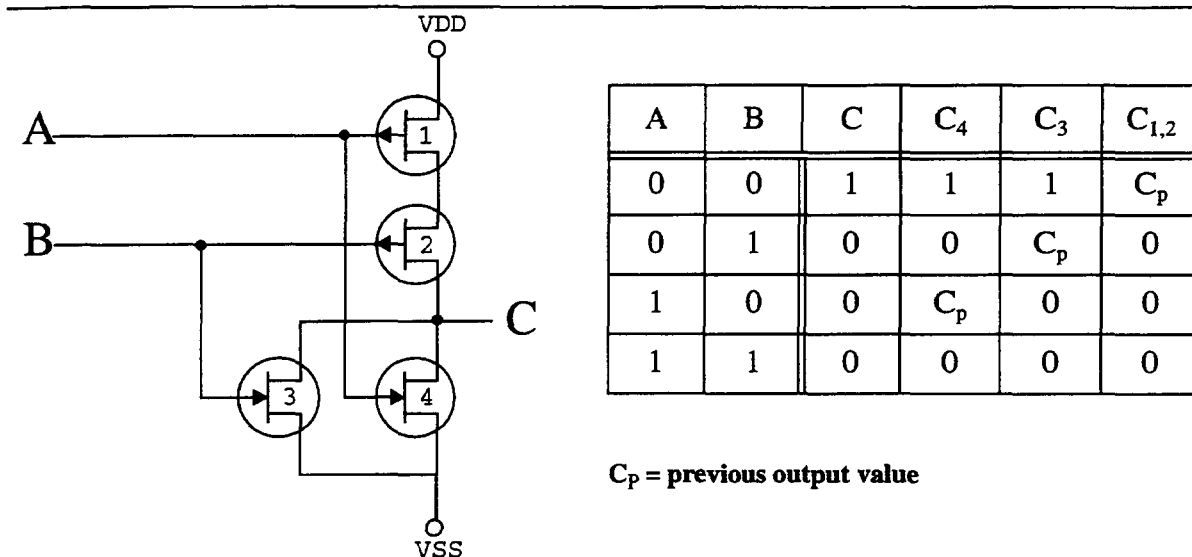 VDD
A
1
B
2
C
3
4
VSS
A B C C₄ C₃ C₁,₂
0 0 1 1 1 Cₚ
0 1 0 0 Cₚ 0
1 0 0 Cₚ 0 0
1 1 0 0 0 0
C_P = previous output value